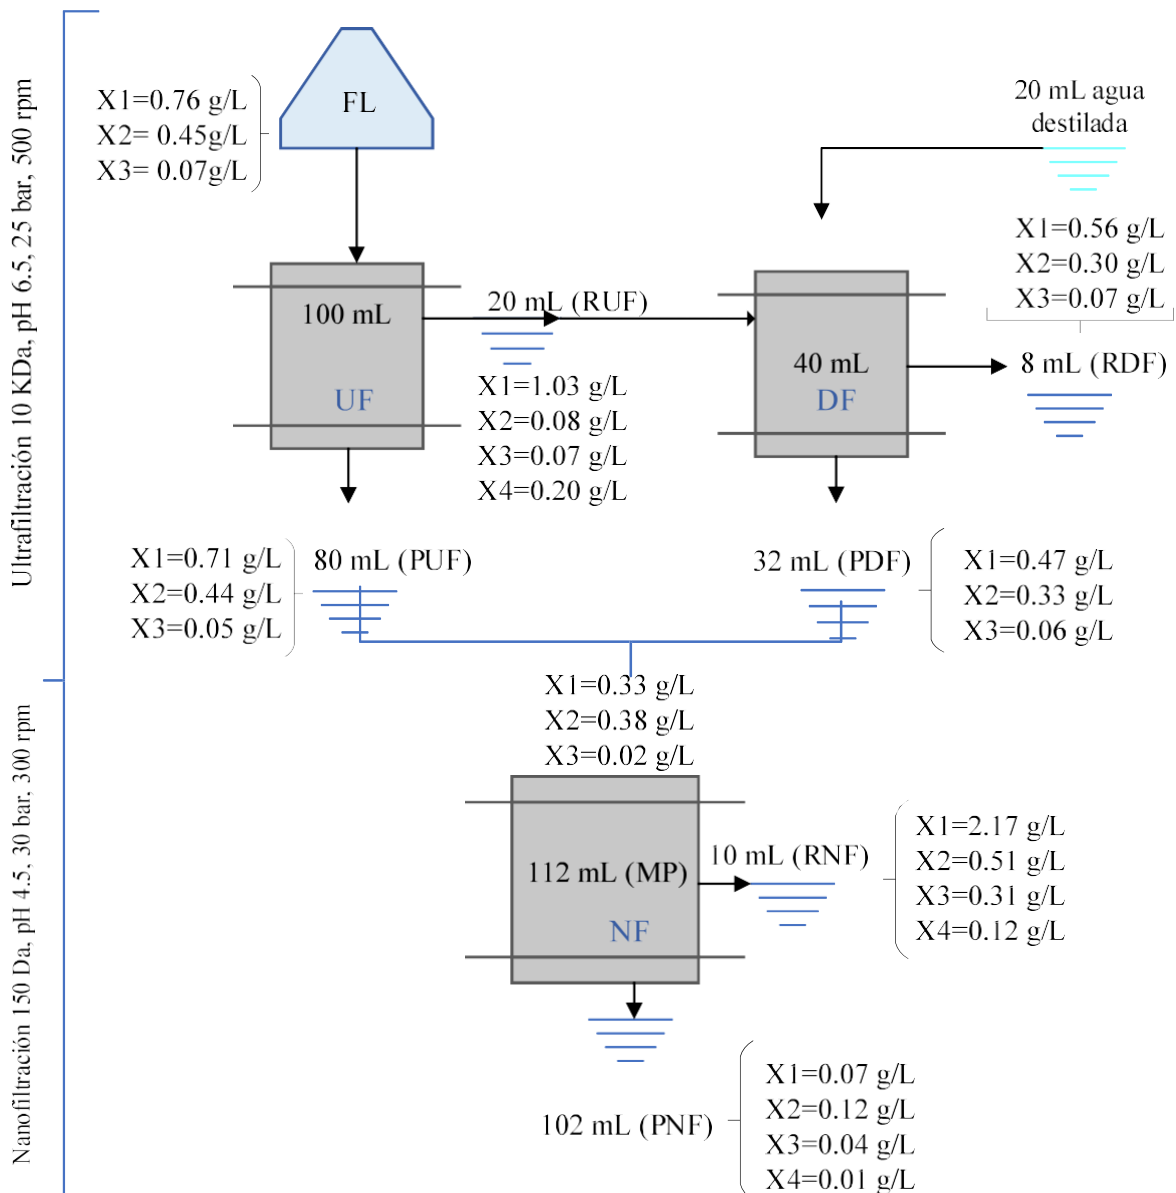 Ultrafiltración 10 KDa, pH 6.5, 25 bar, 500 rpm
X1=0.76 g/L
X2= 0.45g/L
X3= 0.07g/L
FL
20 mL agua
destilada
X1=0.56 g/L
X2=0.30 g/L
X3=0.07 g/L
100 mL
UF
20 mL (RUF)
X1=1.03 g/L
X2=0.08 g/L
X3=0.07 g/L
X4=0.20 g/L
40 mL
DF
8 mL (RDF)
X1=0.71 g/L
X2=0.44 g/L
X3=0.05 g/L
80 mL (PUF)
32 mL (PDF)
X1=0.47 g/L
X2=0.33 g/L
X3=0.06 g/L
Nanofiltración 150 Da, pH 4.5, 30 bar, 300 rpm
X1=0.33 g/L
X2=0.38 g/L
X3=0.02 g/L
112 mL (MP)
NF
10 mL (RNF)
X1=2.17 g/L
X2=0.51 g/L
X3=0.31 g/L
X4=0.12 g/L
102 mL (PNF)
X1=0.07 g/L
X2=0.12 g/L
X3=0.04 g/L
X4=0.01 g/L